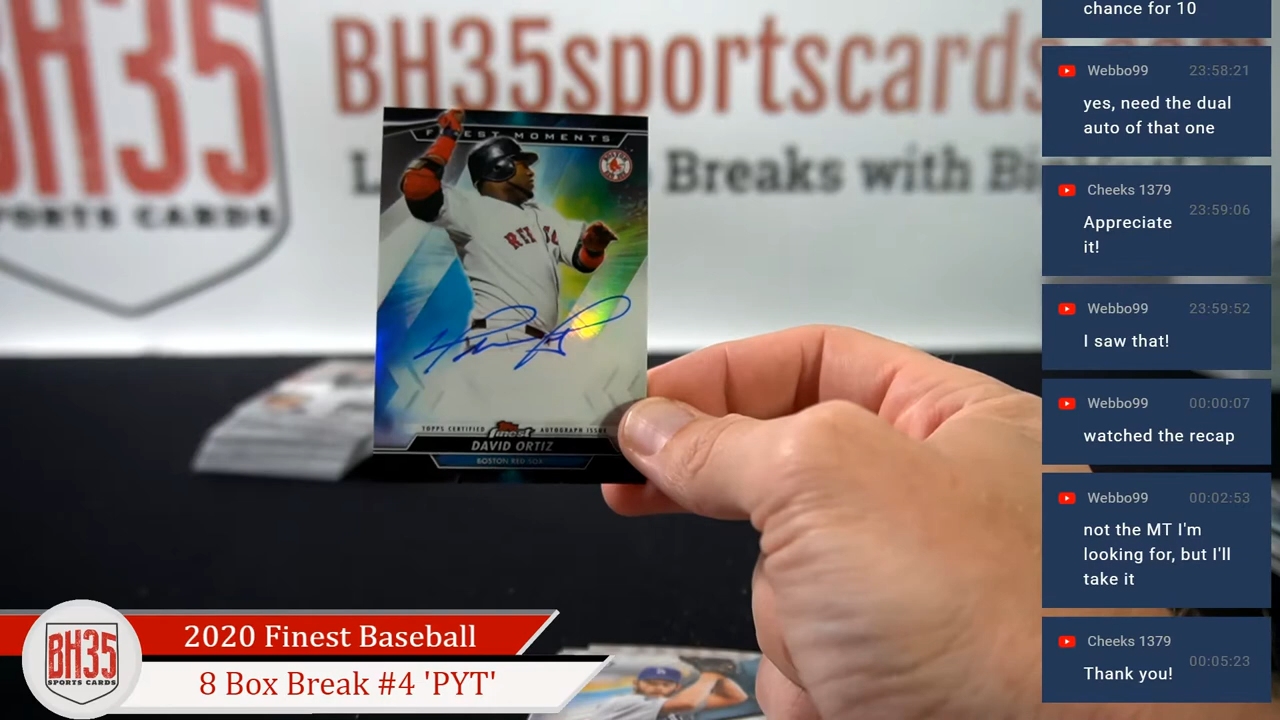 BH35
SPORTS CARDS
BH35sportscards.com
Breaks with
FINEST MOMENTS
RED
TOPPS CERTIFIED finest AUTOGRAPH ISSUE
DAVID ORTIZ
BOSTON RED SOX
BH35
SPORTS CARDS
2020 Finest Baseball
8 Box Break #4 'PYT'
chance for 10
Webbo99 23:58:21
yes, need the dual
auto of that one
Cheeks 1379 23:59:06
Appreciate
it!
Webbo99 23:59:52
I saw that!
Webbo99 00:00:07
watched the recap
Webbo99 00:02:53
not the MT I'm
looking for, but I'll
take it
Cheeks 1379 00:05:23
Thank you!